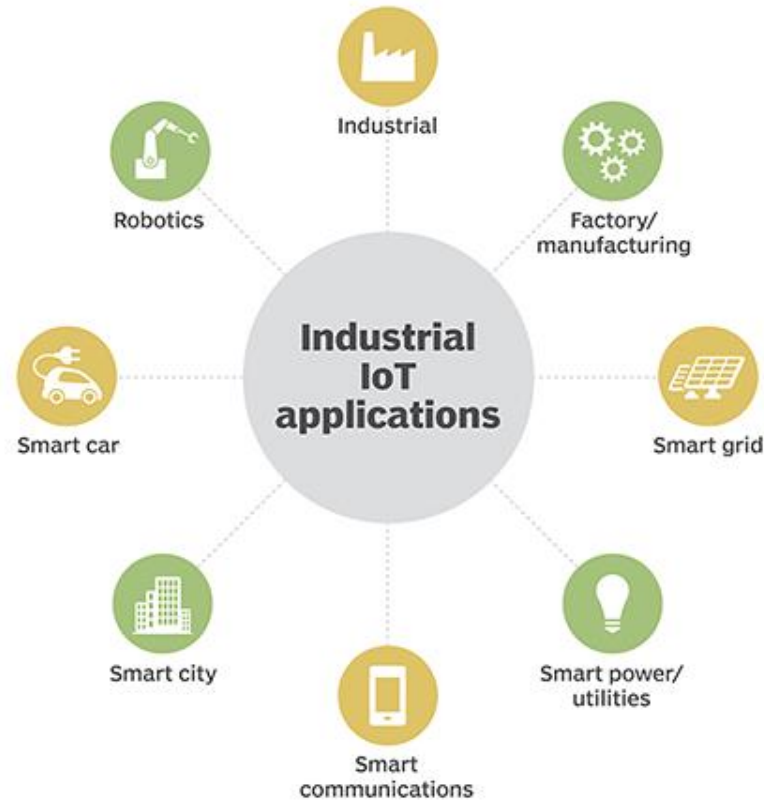 Industrial
Robotics
Factory/
manufacturing
Industrial
IoT
applications
Smart car
Smart grid
Smart city
Smart power/
utilities
Smart
communications